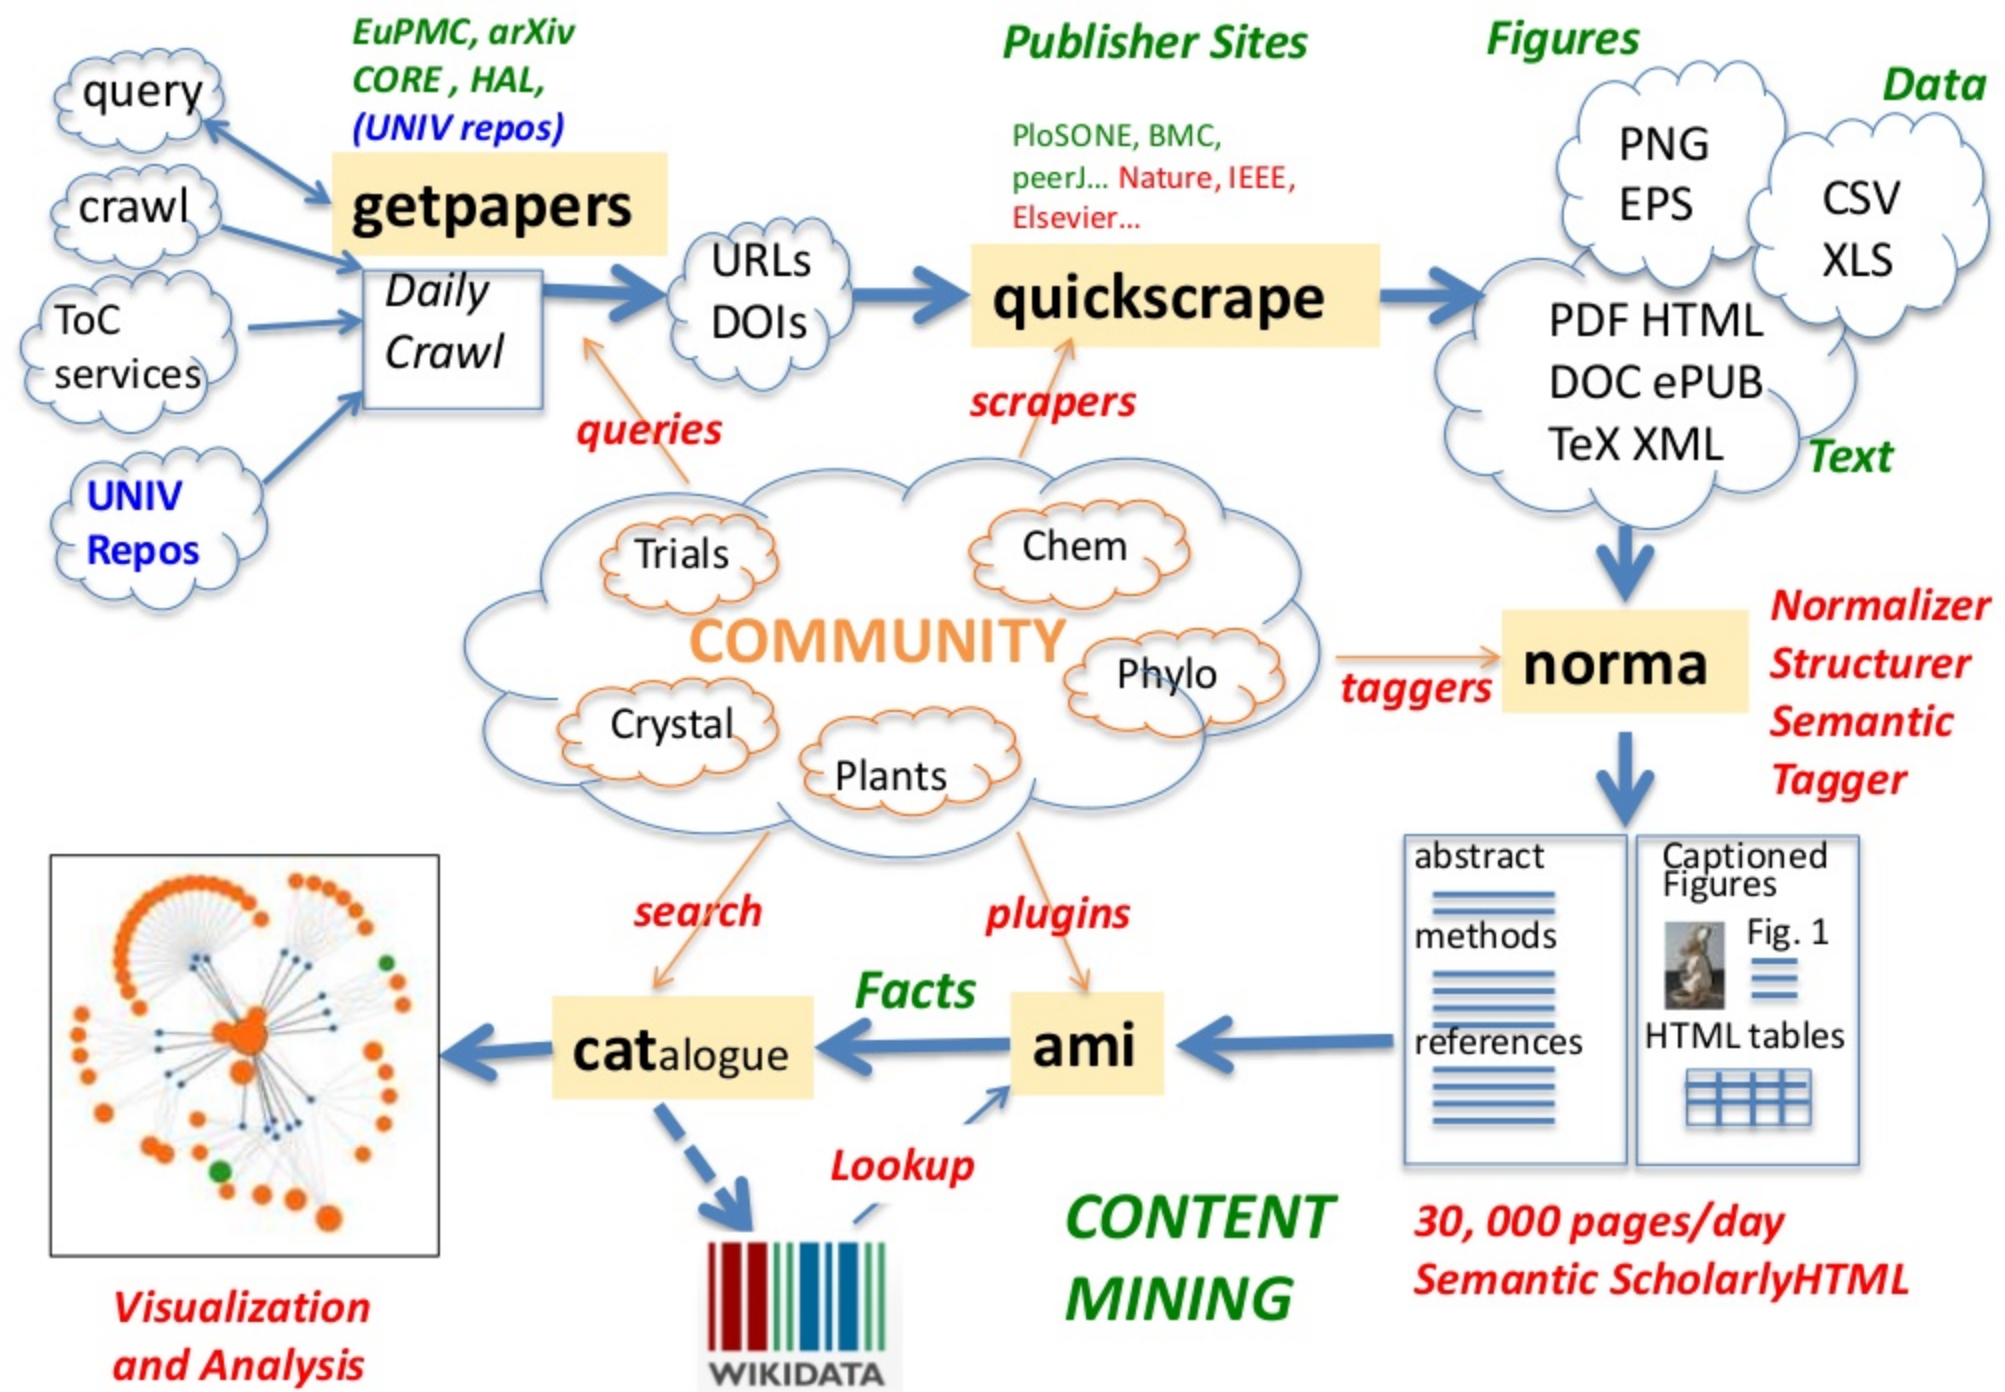 EuPMC, arXiv
CORE , HAL,
(UNIV repos)
query
crawl
ToC
services
UNIV
Repos
getpapers
Daily
Crawl
URLs
DOIs
Publisher Sites
PloSONE, BMC,
peerJ... Nature, IEEE,
Elsevier...
quickscrape
Figures
Data
PNG
EPS
CSV
XLS
PDF HTML
DOC ePUB
TeX XML
Text
queries
scrapers
Trials
Chem
COMMUNITY
Phylo
Crystal
Plants
taggers
norma
Normalizer
Structurer
Semantic
Tagger
abstract
methods
references
Captioned
Figures
Fig. 1
HTML tables
30, 000 pages/day
Semantic ScholarlyHTML
search
plugins
Facts
ami
catalogue
Lookup
WIKIDATA
CONTENT
MINING
Visualization
and Analysis